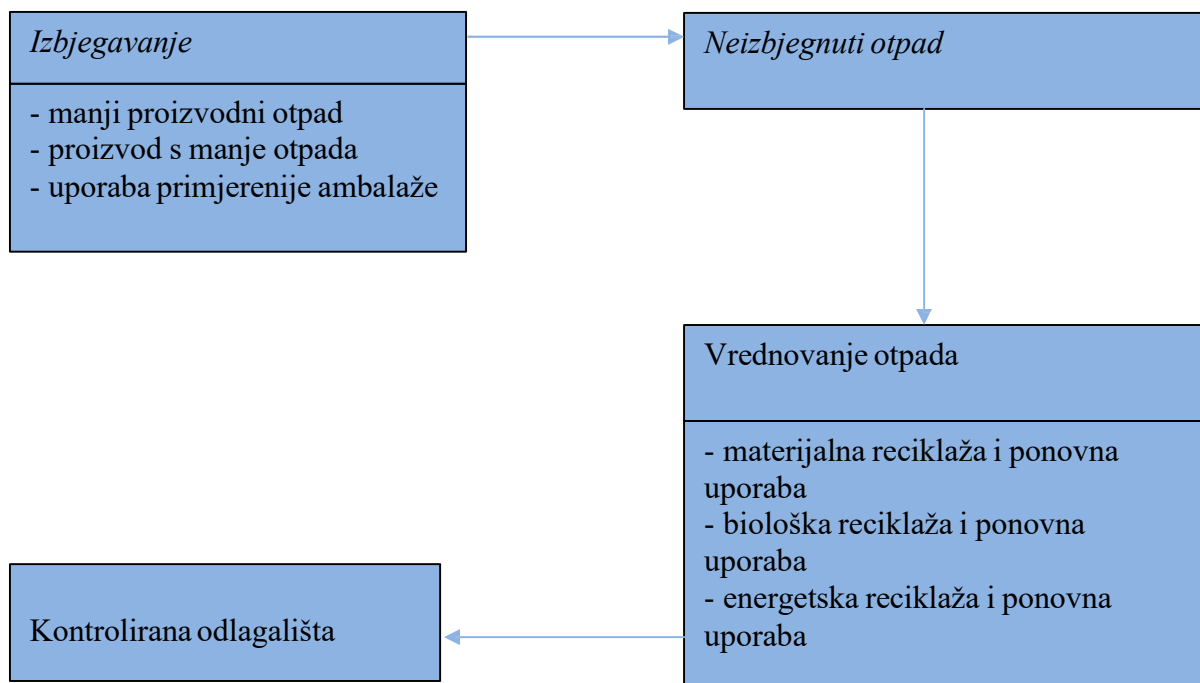 Izbjegavanje
- manji proizvodni otpad
- proizvod s manje otpada
- uporaba primjerenije ambalaže
Neizbjegnuti otpad
Vrednovanje otpada
- materijalna reciklaža i ponovna
uporaba
- biološka reciklaža i ponovna
uporaba
- energetska reciklaža i ponovna
uporaba
Kontrolirana odlagališta